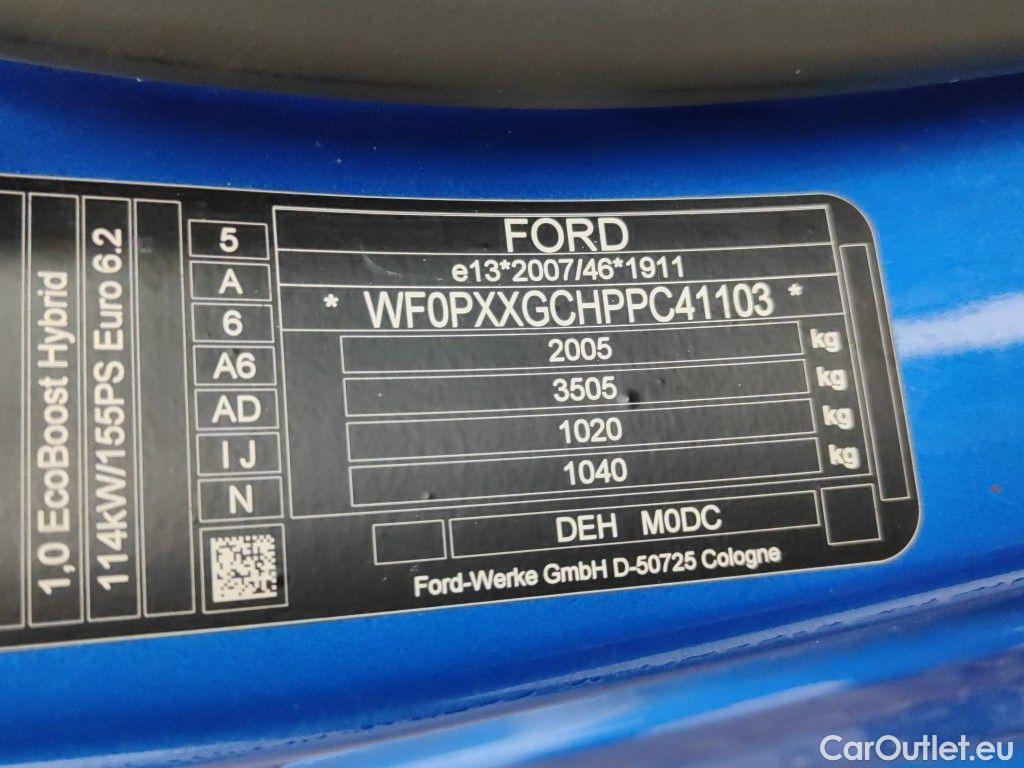 1,0 EcoBoost Hybrid
114kW/155PS Euro 6.2
5
A
6
A6
AD
I J
N
FORD
e13*2007/46*1911
* WF0PXXGCHPPC41103 *
2005 kg
3505 kg
1020 kg
1040 kg
DEH M0DC
Ford-Werke GmbH D-50725 Cologne
CarOutlet.eu